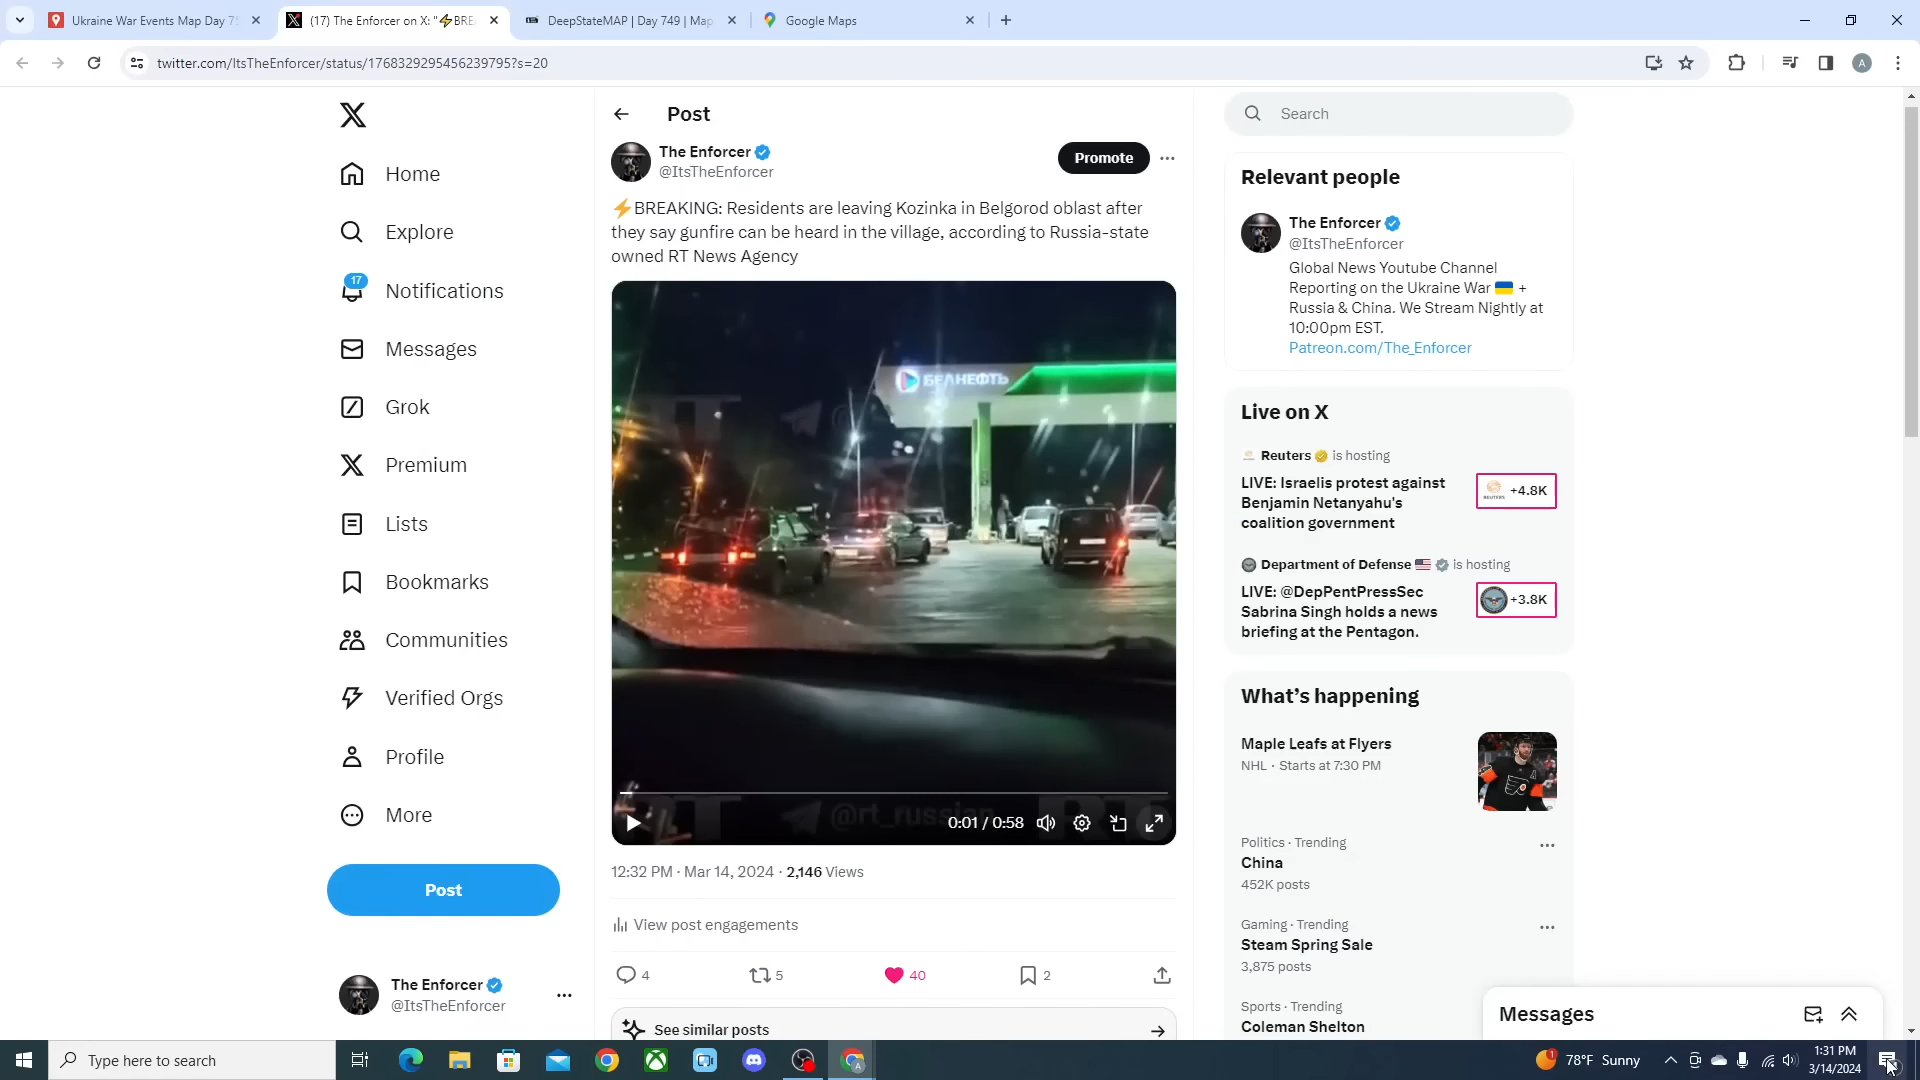 Ukraine War Events Map Day 7
(17) The Enforcer on X: "⚡BRE
DeepStateMAP | Day 749 | Map
Google Maps
twitter.com/ItsTheEnforcer/status/1768329295456239795?s=20
A
Post
Search
Home
Explore
17
Notifications
Messages
Grok
Premium
Lists
Bookmarks
Communities
Verified Orgs
Profile
More
Post
The Enforcer
@ItsTheEnforcer
The Enforcer
@ItsTheEnforcer
Promote
⚡BREAKING: Residents are leaving Kozinka in Belgorod oblast after
they say gunfire can be heard in the village, according to Russia-state
owned RT News Agency
БЕЛНЕФТЬ
RT
@rt_russian
0:01 / 0:58
12:32 PM · Mar 14, 2024 · 2,146 Views
View post engagements
4
5
40
2
See similar posts
Relevant people
The Enforcer
@ItsTheEnforcer
Global News Youtube Channel
Reporting on the Ukraine War 🇺🇦 +
Russia & China. We Stream Nightly at
10:00pm EST.
Patreon.com/The_Enforcer
Live on X
Reuters is hosting
LIVE: Israelis protest against
Benjamin Netanyahu's
coalition government
REUTERS
+4.8K
Department of Defense 🇺🇸 is hosting
LIVE: @DepPentPressSec
Sabrina Singh holds a news
briefing at the Pentagon.
+3.8K
What's happening
Maple Leafs at Flyers
NHL · Starts at 7:30 PM
Politics · Trending
China
452K posts
Gaming · Trending
Steam Spring Sale
3,875 posts
Sports · Trending
Coleman Shelton
Messages
Type here to search
1
78°F Sunny
1:31 PM
3/14/2024